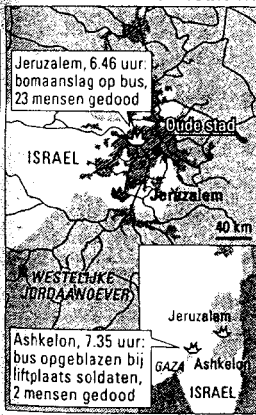 Jeruzalem, 6.46 uur:
bomaanslag op bus,
23 mensen gedood
Oude stad
ISRAEL
Jeruzalem
40 km
WESTELIJKE
JORDAANOEVER
Jeruzalem
Ashkelon, 7.35 uur:
bus opgeblazen bij
liftplaats soldaten,
2 mensen gedood
GAZA
Ashkelon
ISRAEL